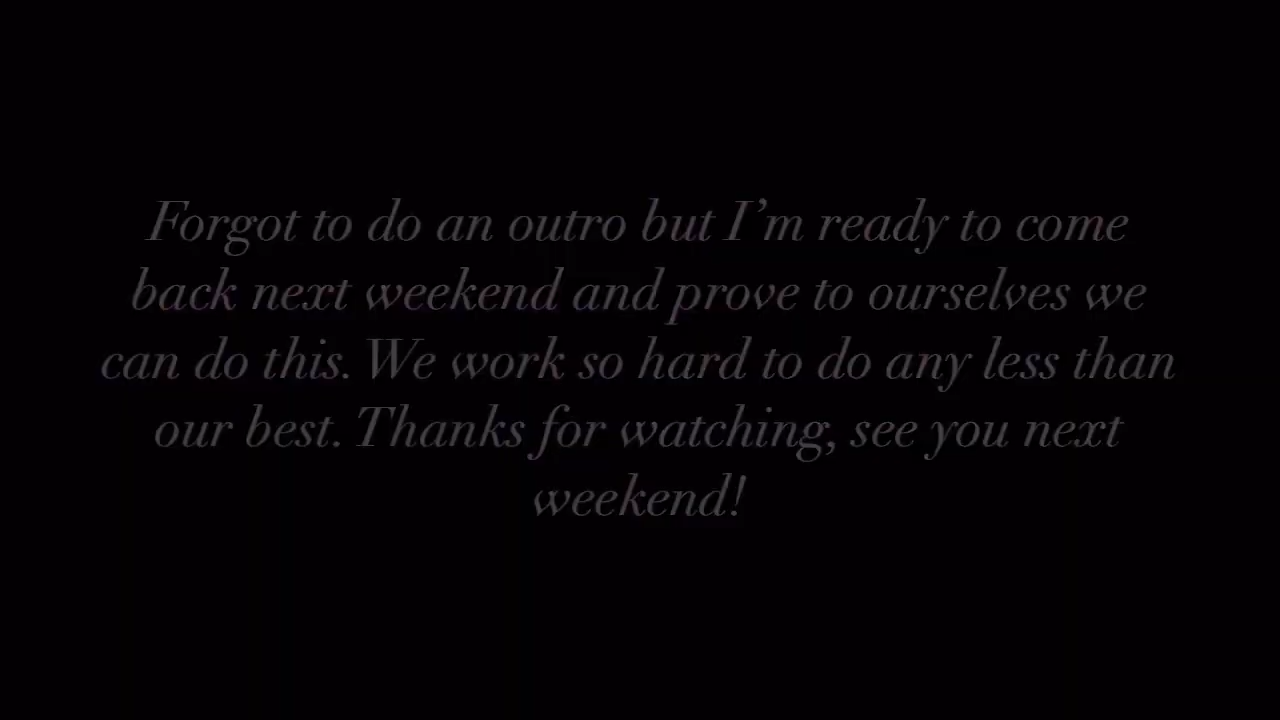 Forgot to do an outro but I’m ready to come
back next weekend and prove to ourselves we
can do this. We work so hard to do any less than
our best. Thanks for watching, see you next
weekend!